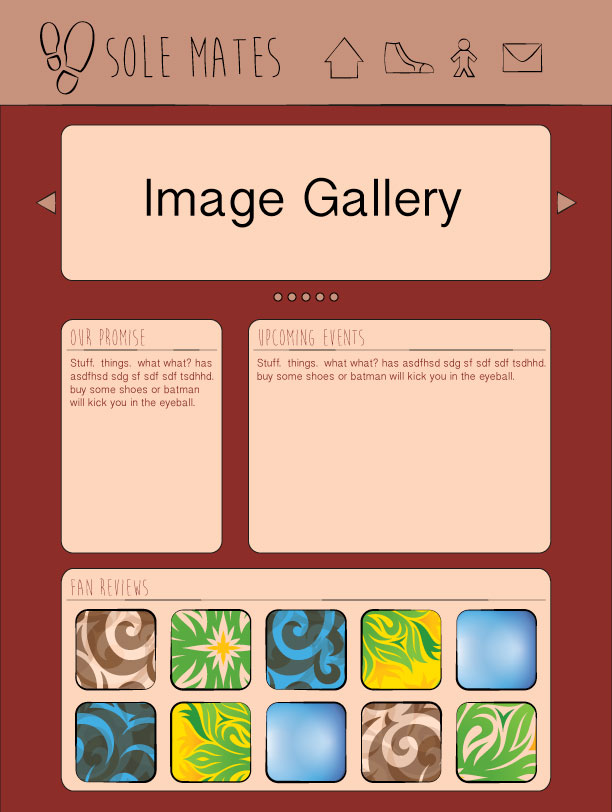 SOLE MATES
Image Gallery
OUR PROMISE
Stuff. things. what what? has
asdfhsd sdg sf sdf sdf tsdhhd.
buy some shoes or batman
will kick you in the eyeball.
UPCOMING EVENTS
Stuff. things. what what? has asdfhsd sdg sf sdf sdf tsdhhd.
buy some shoes or batman will kick you in the eyeball.
FAN REVIEWS